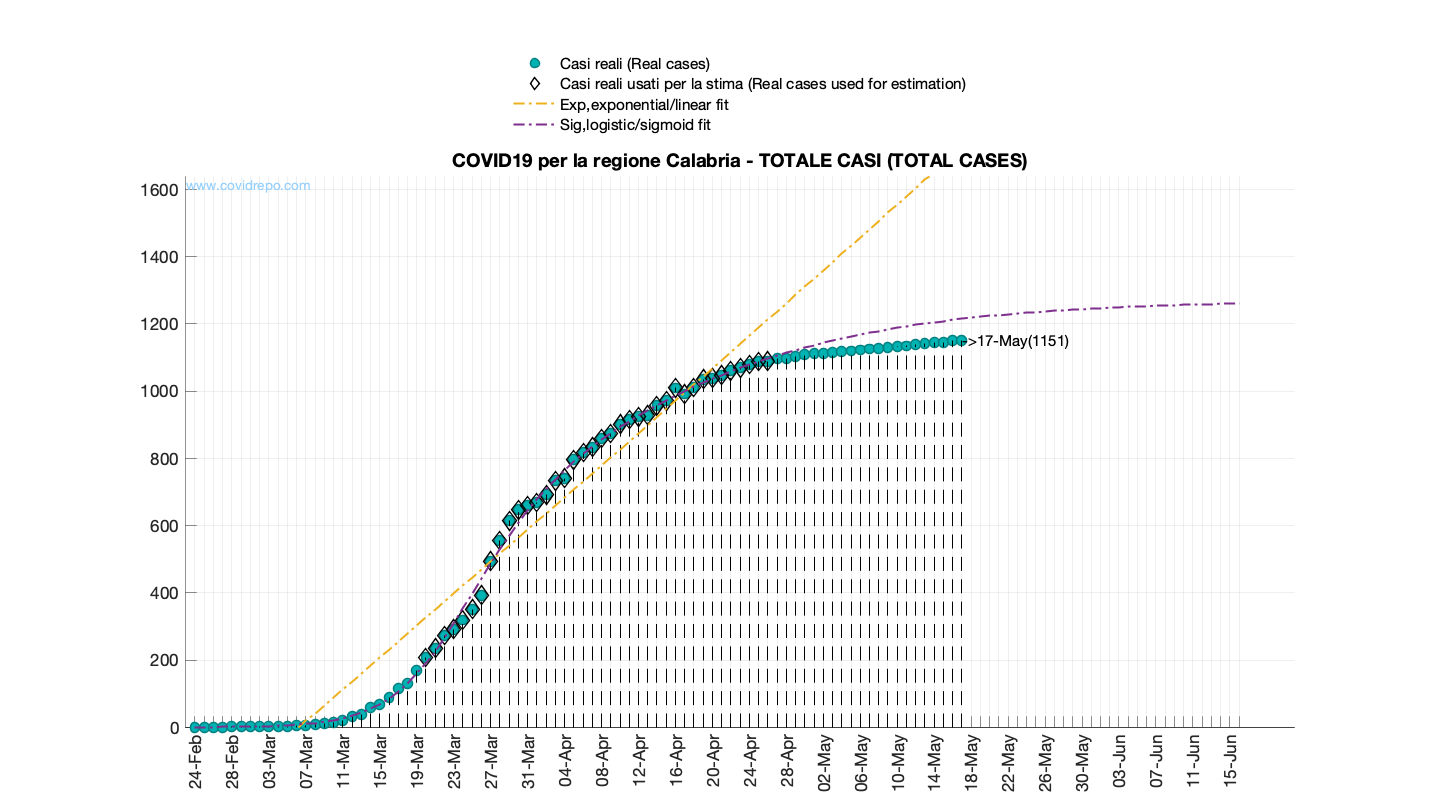 Casi reali (Real cases)
Casi reali usati per la stima (Real cases used for estimation)
Exp,exponential/linear fit
Sig,logistic/sigmoid fit
COVID19 per la regione Calabria - TOTALE CASI (TOTAL CASES)
www.covidrepo.com
1600
1400
1200
1000
800
600
400
200
0
>17-May(1151)
24-Feb
28-Feb
03-Mar
07-Mar
11-Mar
15-Mar
19-Mar
23-Mar
27-Mar
31-Mar
04-Apr
08-Apr
12-Apr
16-Apr
20-Apr
24-Apr
28-Apr
02-May
06-May
10-May
14-May
18-May
22-May
26-May
30-May
03-Jun
07-Jun
11-Jun
15-Jun